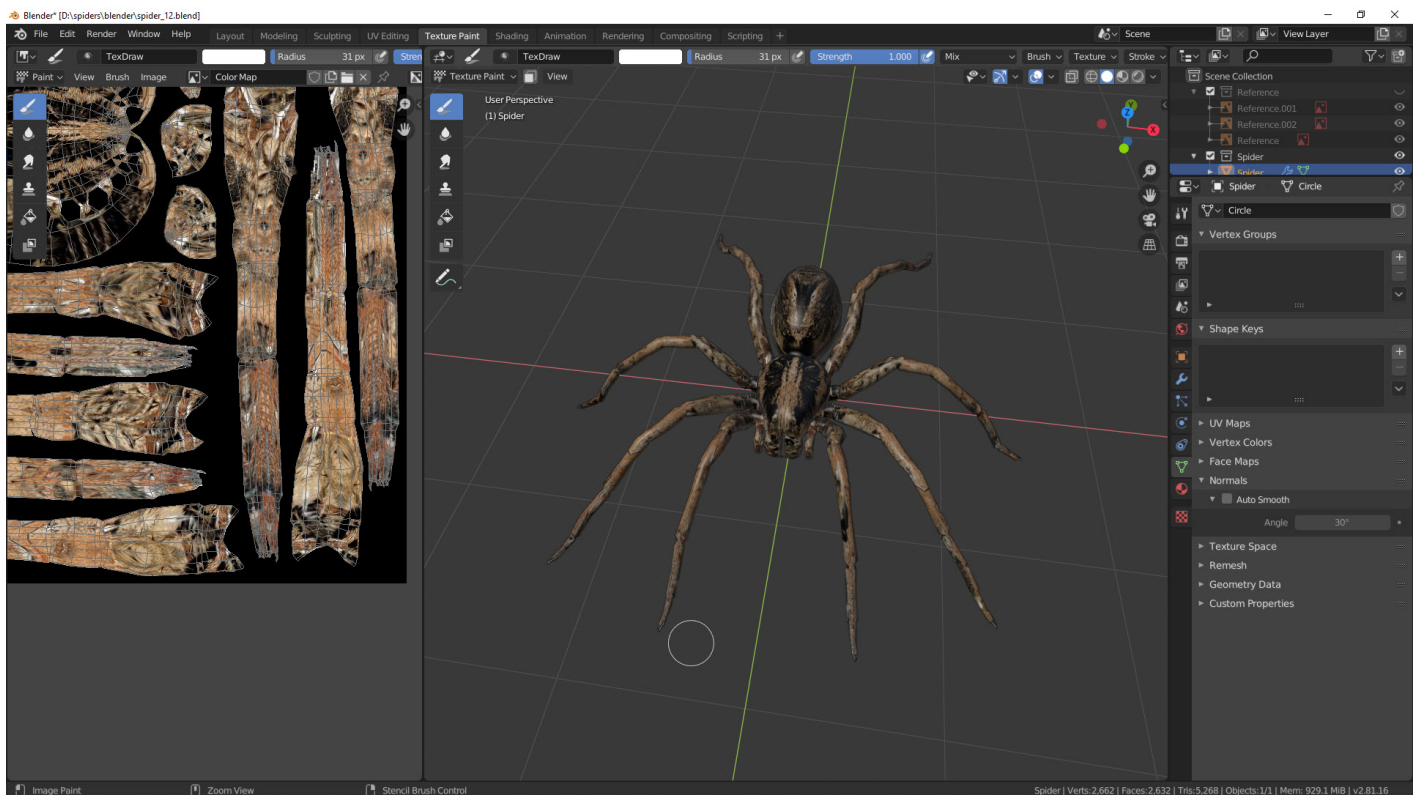 Blender* [D:\spiders\blender\spider_12.blend]
File Edit Render Window Help Layout Modeling Sculpting UV Editing Texture Paint Shading Animation Rendering Compositing Scripting + Scene View Layer
TexDraw Radius 31 px Stren TexDraw Radius 31 px Strength 1.000 Mix Brush Texture Stroke
Paint View Brush Image Color Map Texture Paint View
Scene Collection
Reference
Reference.001
Reference.002
Reference
Spider
Spider
User Perspective
(1) Spider
Y
Z
X
Spider Circle
Circle
Vertex Groups
Shape Keys
UV Maps
Vertex Colors
Face Maps
Normals
Auto Smooth
Angle 30°
Texture Space
Remesh
Geometry Data
Custom Properties
Image Paint Zoom View Stencil Brush Control Spider | Verts:2,662 | Faces:2,632 | Tris:5,268 | Objects:1/1 | Mem: 929.1 MiB | v2.81.16